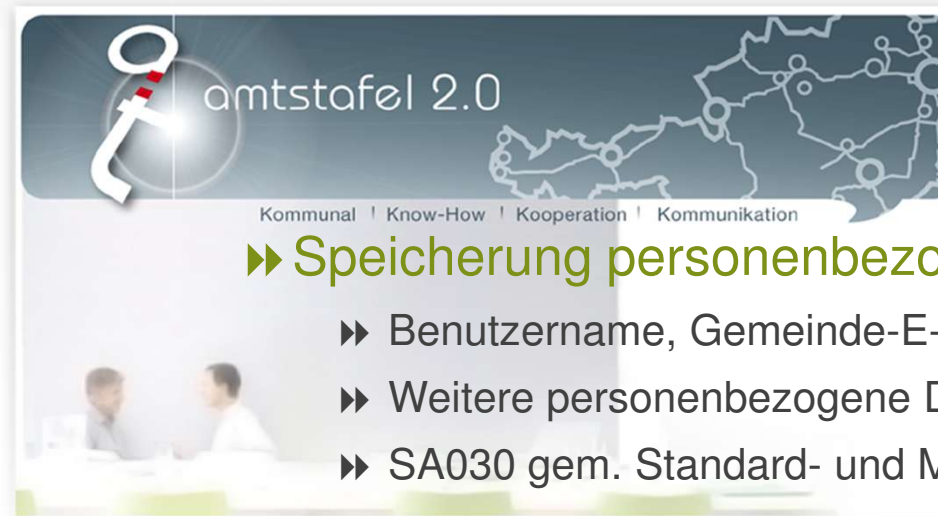 amtstafel 2.0
Kommunal | Know-How | Kooperation | Kommunikation
Speicherung personenbezo
Benutzername, Gemeinde-E-
Weitere personenbezogene D
SA030 gem. Standard- und M